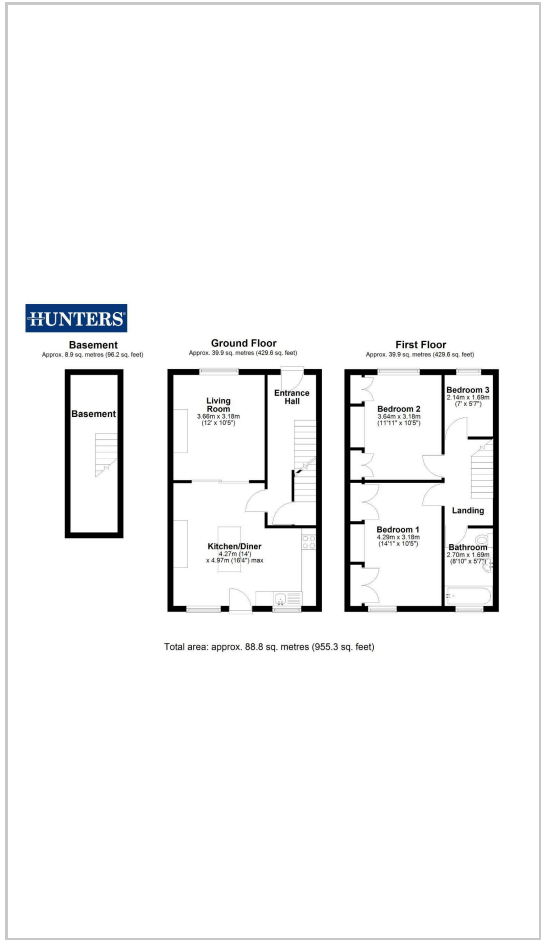 HUNTERS
Basement
Approx. 8.9 sq. metres (96.2 sq. feet)
Basement
Ground Floor
Approx. 39.9 sq. metres (429.6 sq. feet)
Living
Room
3.66m x 3.18m
(12' x 10'5")
Entrance
Hall
Kitchen/Diner
4.27m (14')
x 4.97m (16'4") max
First Floor
Approx. 39.9 sq. metres (429.6 sq. feet)
Bedroom 2
3.64m x 3.18m
(11'11" x 10'5")
Bedroom 3
2.14m x 1.69m
(7' x 5'7")
Landing
Bedroom 1
4.29m x 3.18m
(14'1" x 10'5")
Bathroom
2.70m x 1.69m
(8'10" x 5'7")
Total area: approx. 88.8 sq. metres (955.3 sq. feet)